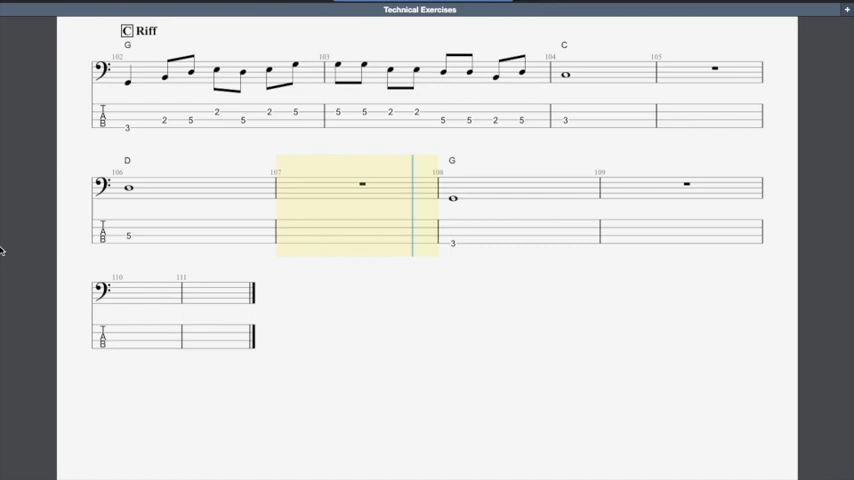 Technical Exercises +
C Riff
G C
102 103 104 105
T A B 3 2 5 2 5 2 5 5 5 2 2 5 5 2 5 3
D G
106 107 108 109
T A B 5 3
110 111
T A B